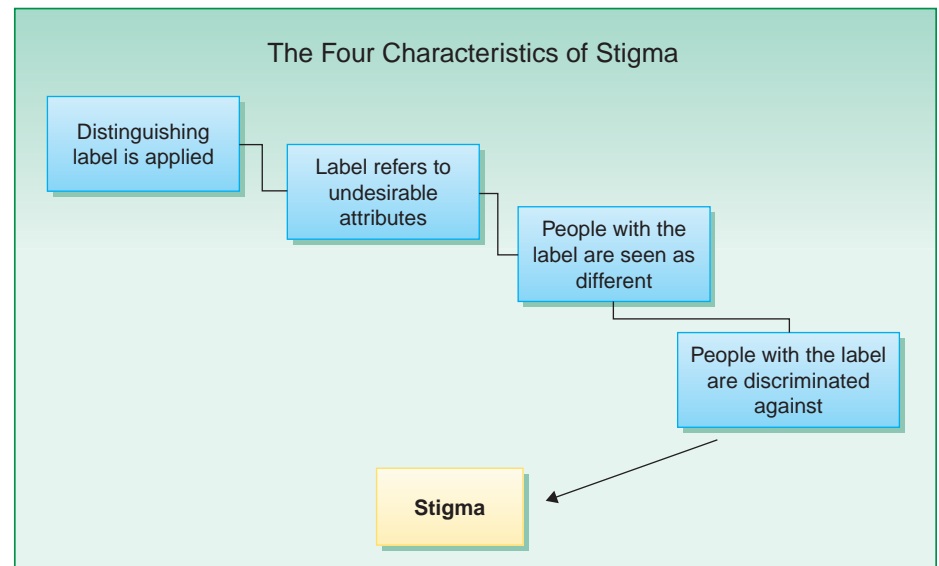 The Four Characteristics of Stigma
Distinguishing
label is applied
Label refers to
undesirable
attributes
People with the
label are seen as
different
People with the label
are discriminated
against
Stigma